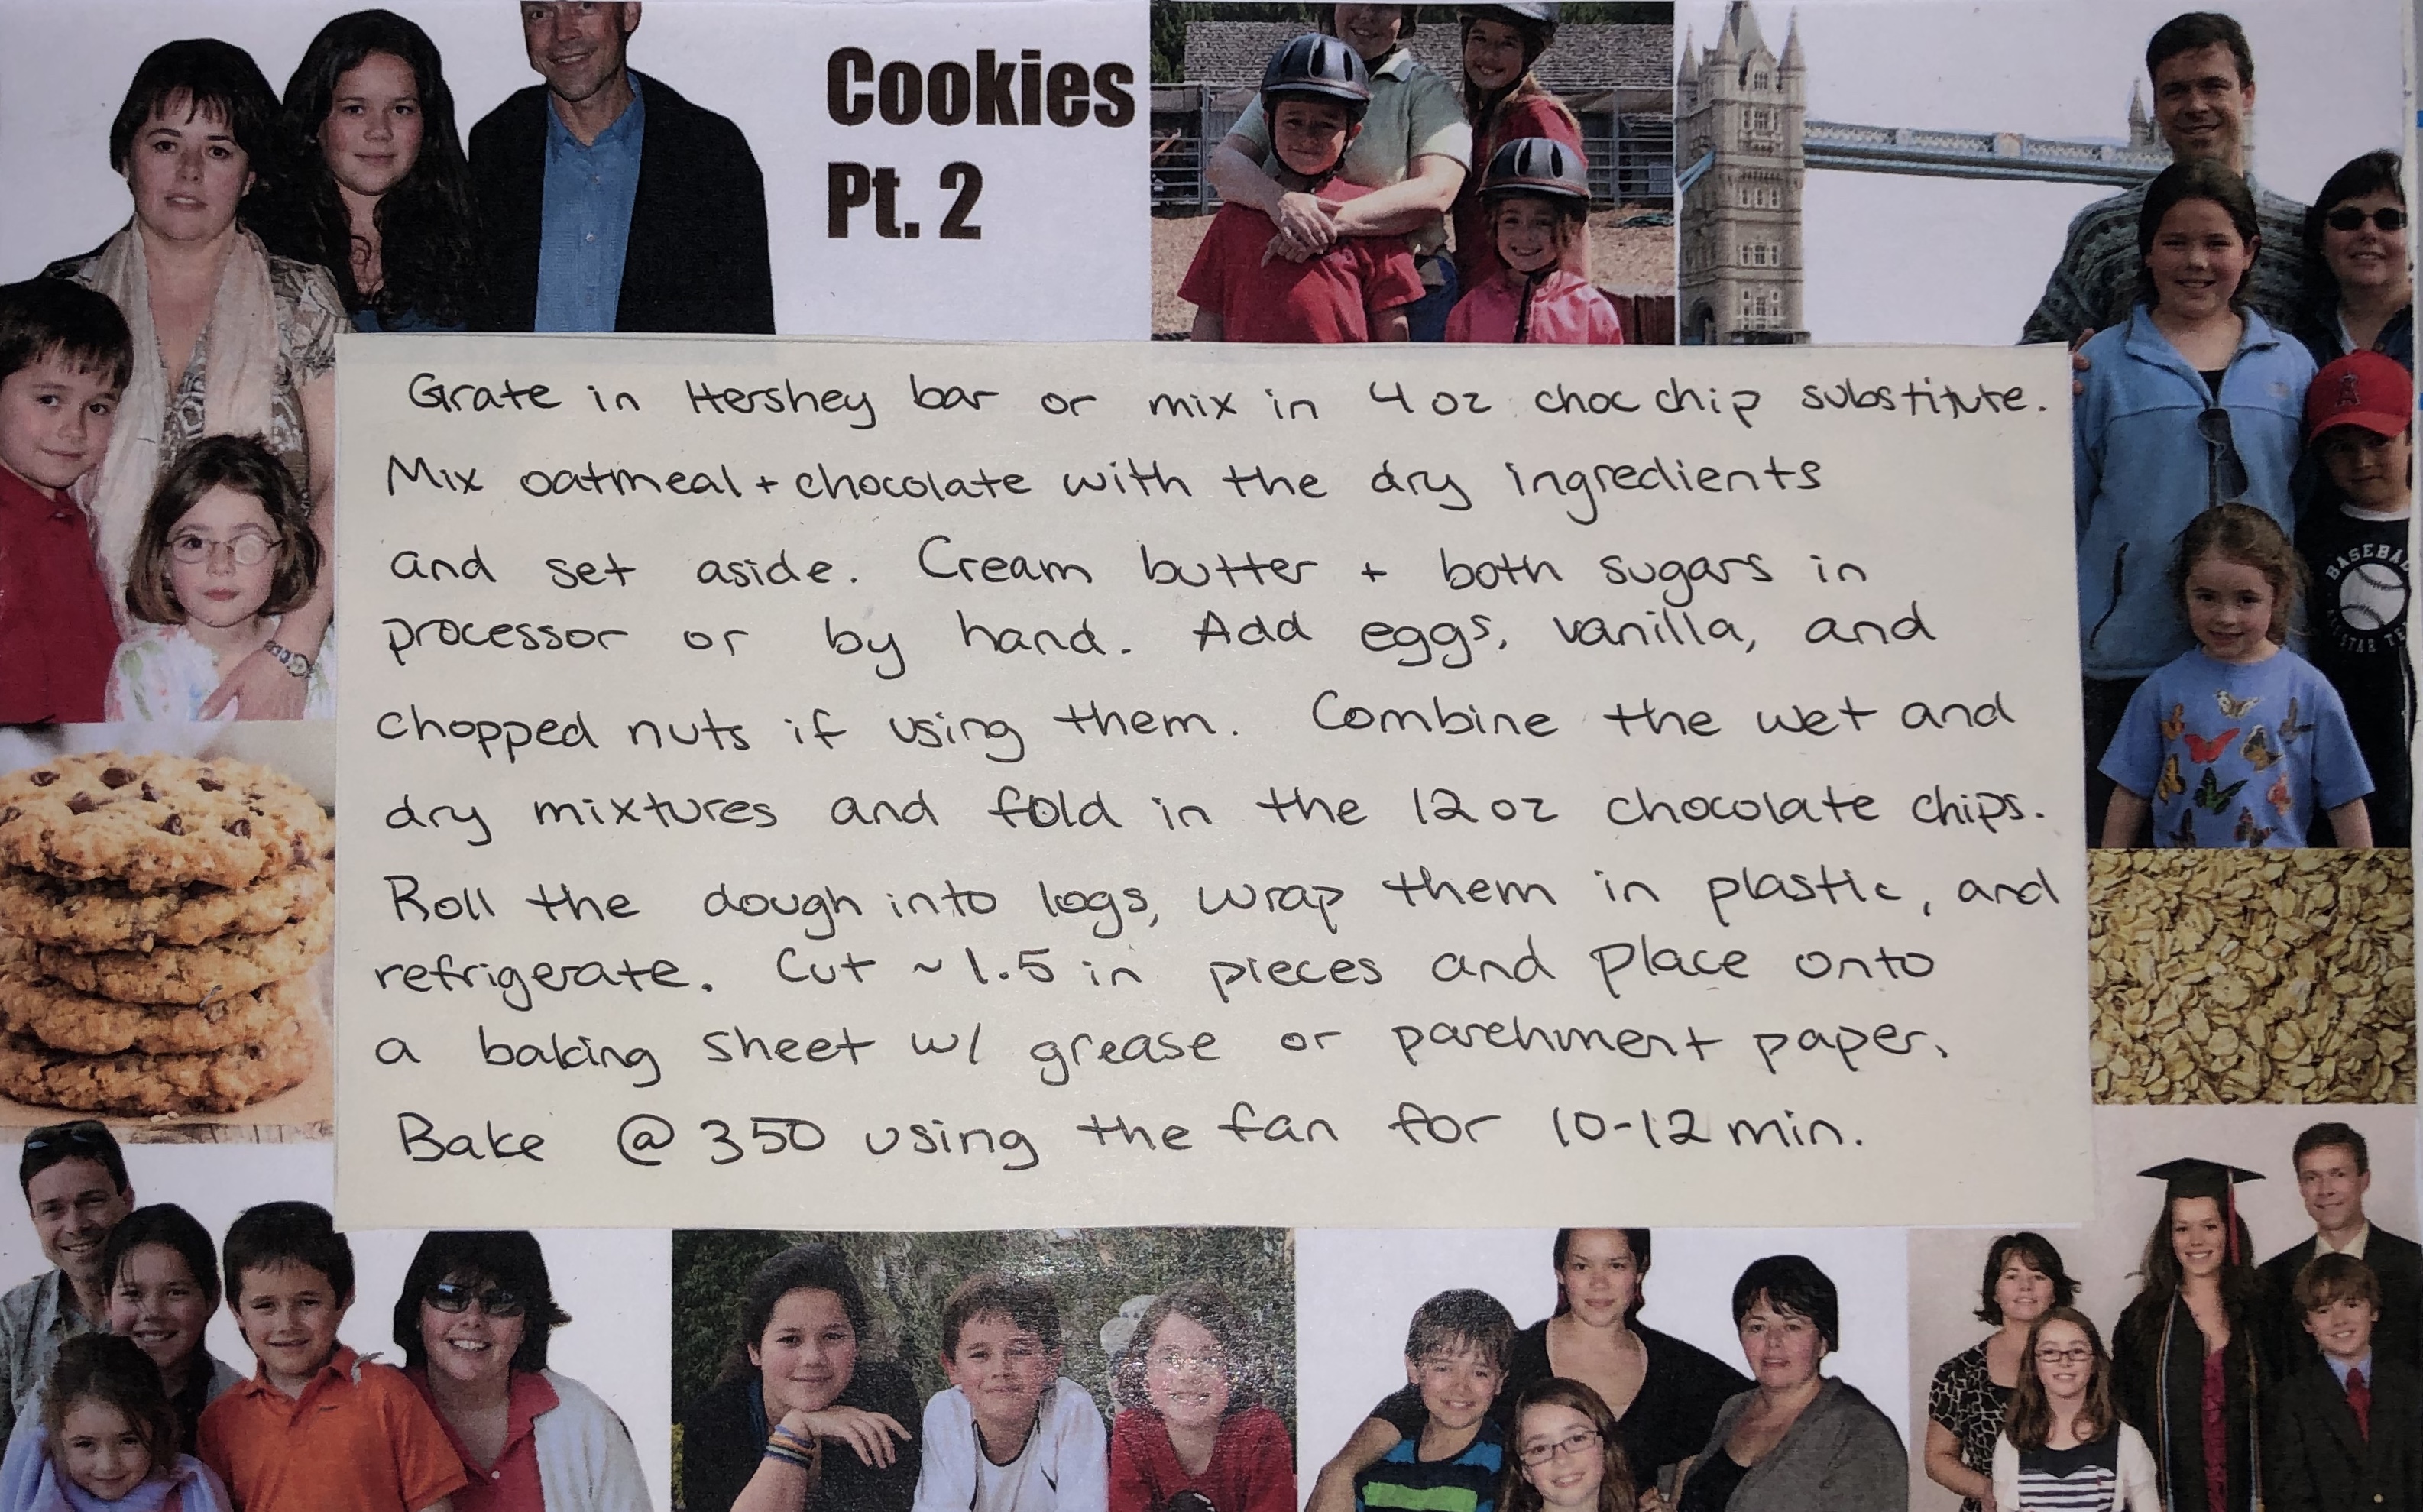 Cookies
Pt. 2
Grate in Hershey bar or mix in 4 oz choc chip substitute.
Mix oatmeal + chocolate with the dry ingredients
and set aside. Cream butter + both sugars in
processor or by hand. Add eggs, vanilla, and
chopped nuts if using them. Combine the wet and
dry mixtures and fold in the 12 oz chocolate chips.
Roll the dough into logs, wrap them in plastic, and
refrigerate. Cut ~1.5 in pieces and place onto
a baking sheet w/ grease or parchment paper.
Bake @ 350 using the fan for 10-12 min.
A